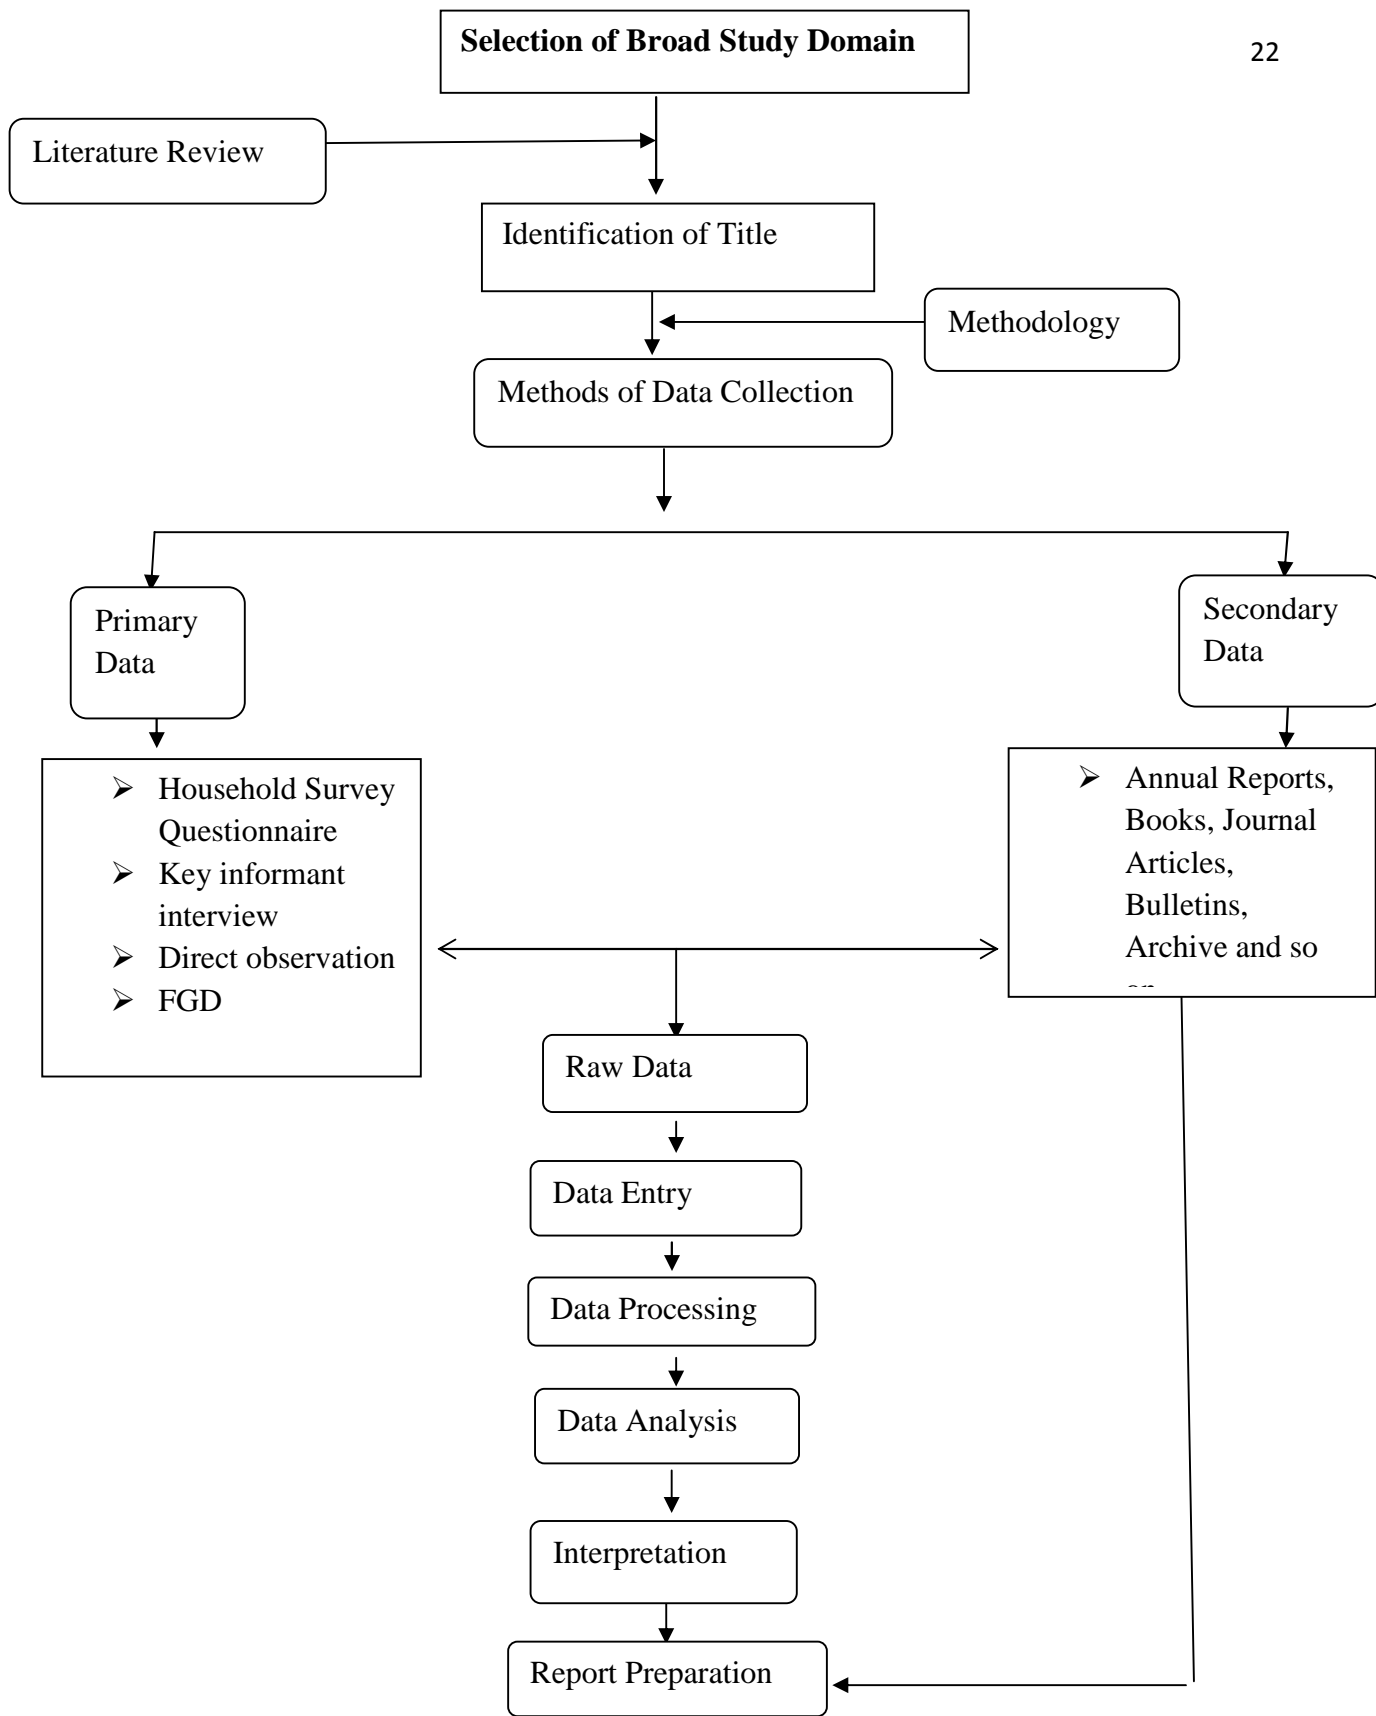 Selection of Broad Study Domain
22
Literature Review
Identification of Title
Methodology
Methods of Data Collection
Primary
Data
Secondary
Data
➢ Household Survey
Questionnaire
➢ Key informant
interview
➢ Direct observation
➢ FGD
➢ Annual Reports,
Books, Journal
Articles,
Bulletins,
Archive and so
Raw Data
Data Entry
Data Processing
Data Analysis
Interpretation
Report Preparation